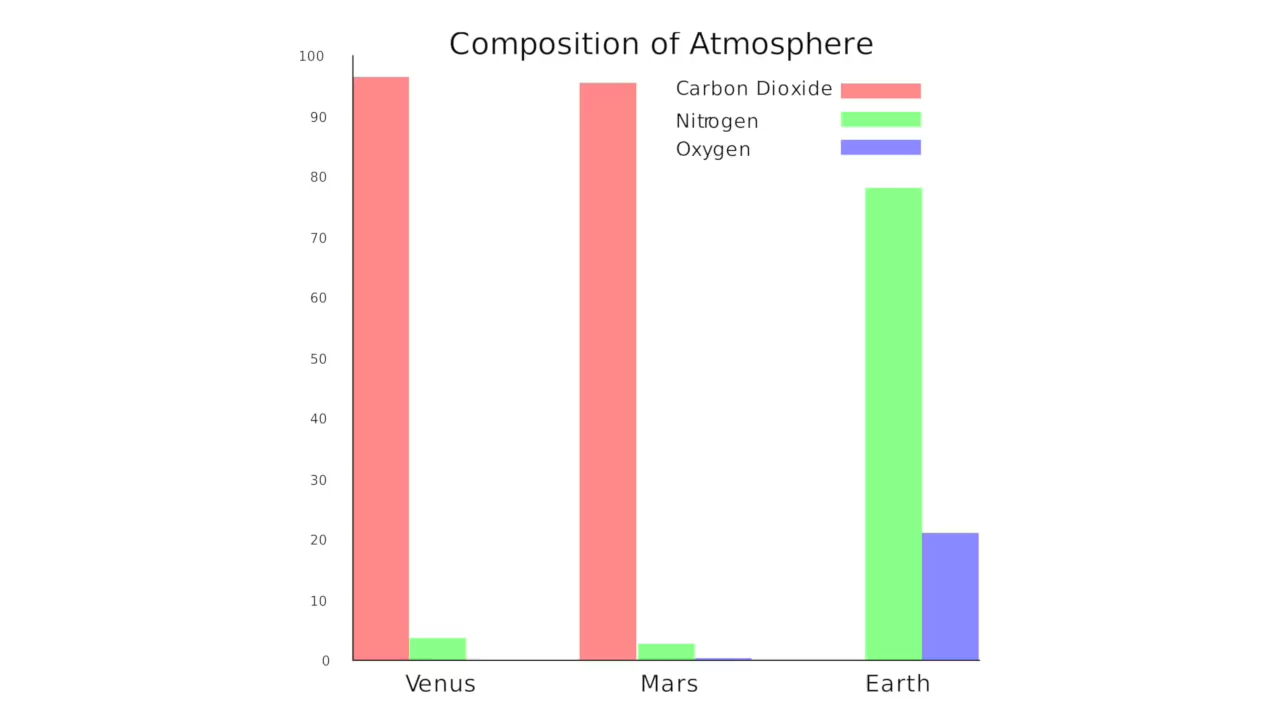 Composition of Atmosphere
100
90
80
70
60
50
40
30
20
10
0
Carbon Dioxide
Nitrogen
Oxygen
Venus Mars Earth